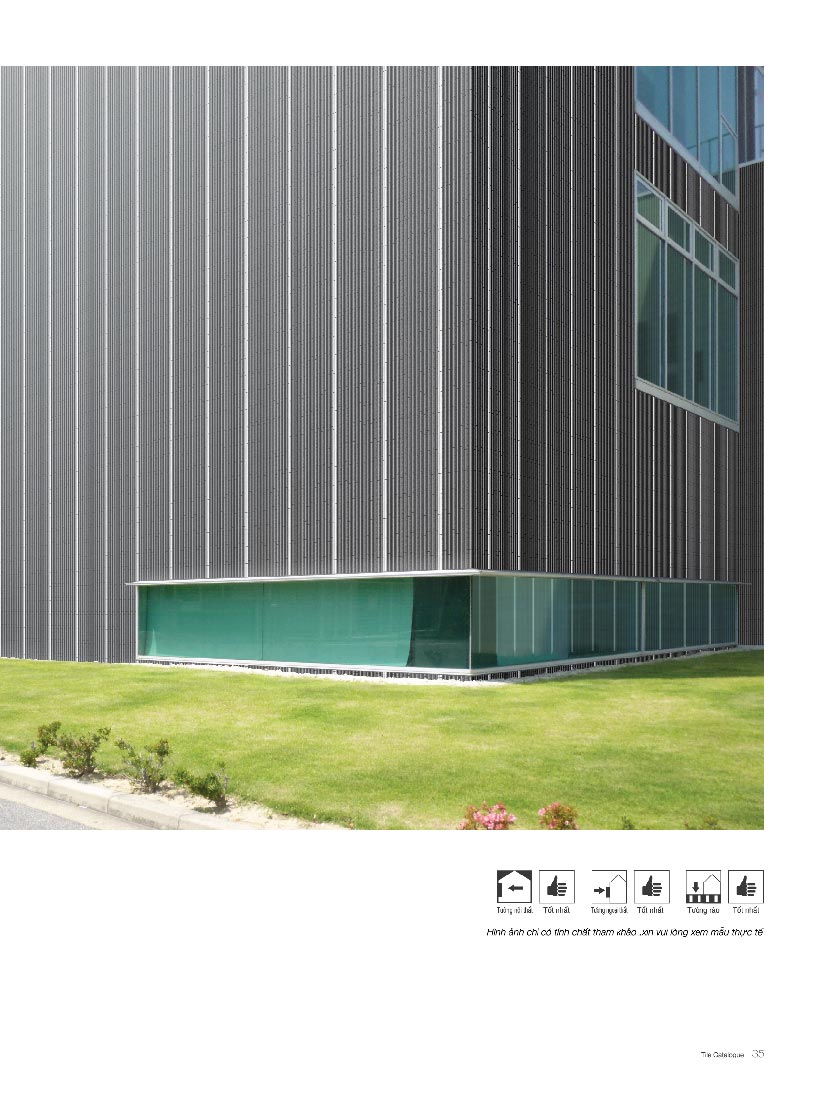 Tường nội thất Tốt nhất Tường ngoại thất Tốt nhất Tường rào Tốt nhất
Hình ảnh chỉ có tính chất tham khảo .xin vui lòng xem mẫu thực tế
Tile Catalogue 35